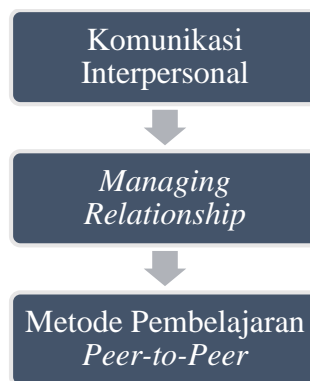 Komunikasi
Interpersonal
Managing
Relationship
Metode Pembelajaran
Peer-to-Peer